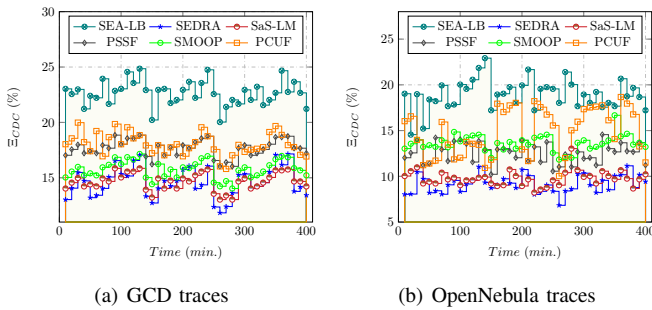 30
25
20
15
Ξ_CDC (%)
SEA-LB SEDRA SaS-LM
PSSF SMOOP PCUF
0 100 200 300 400
Time (min.)
(a) GCD traces
25
20
15
10
5
Ξ_CDC (%)
SEA-LB SEDRA SaS-LM
PSSF SMOOP PCUF
0 100 200 300 400
Time (min.)
(b) OpenNebula traces